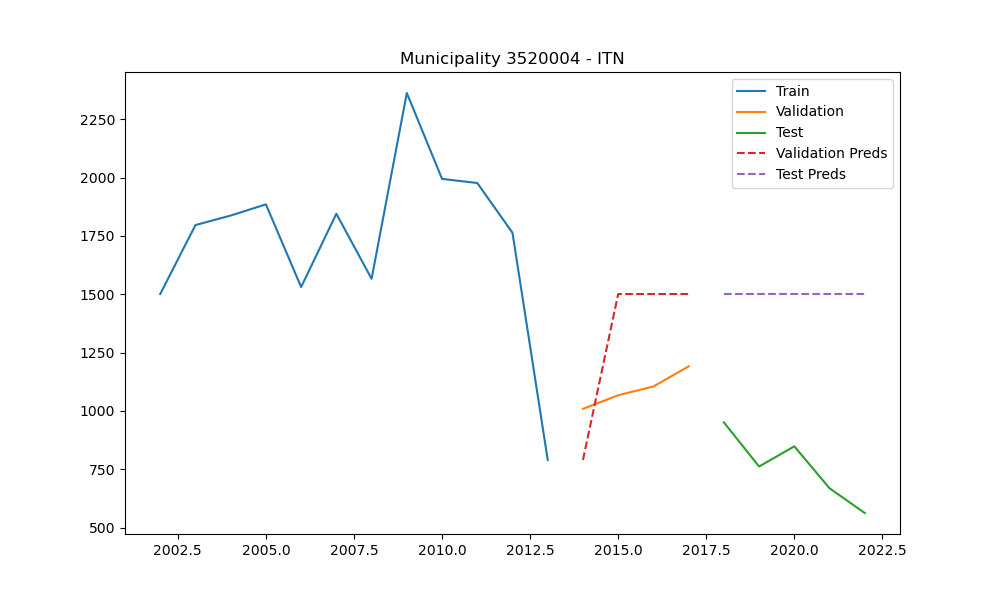 Municipality 3520004 - ITN
Train
Validation
Test
Validation Preds
Test Preds
2250
2000
1750
1500
1250
1000
750
500
2002.5 2005.0 2007.5 2010.0 2012.5 2015.0 2017.5 2020.0 2022.5